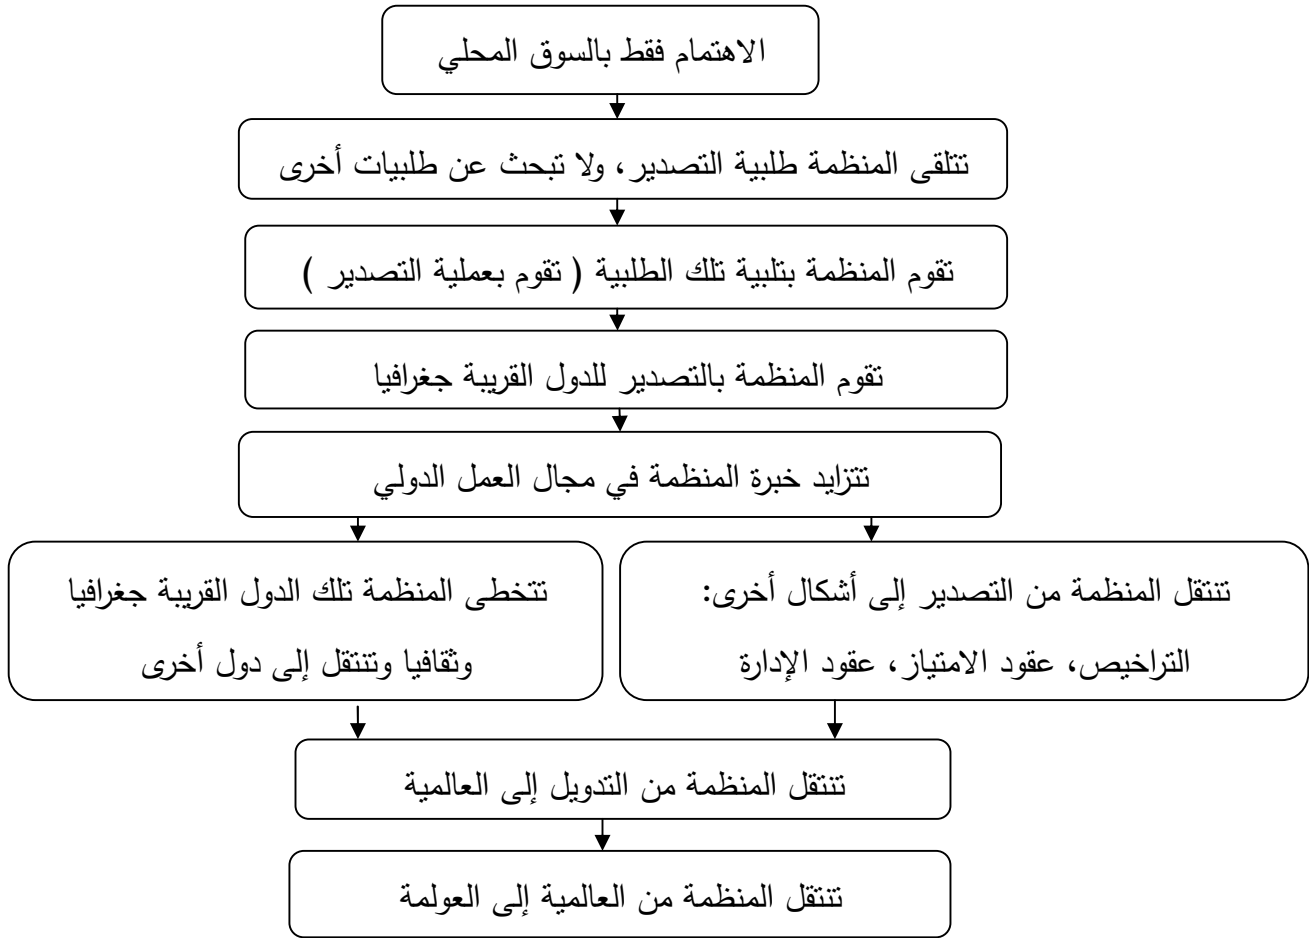 الاهتمام فقط بالسوق المحلي
تتلقى المنظمة طلبية التصدير، ولا تبحث عن طلبيات أخرى
تقوم المنظمة بتلبية تلك الطلبية ( تقوم بعملية التصدير )
تقوم المنظمة بالتصدير للدول القريبة جغرافيا
تتزايد خبرة المنظمة في مجال العمل الدولي
تنتقل المنظمة من التصدير إلى أشكال أخرى:
التراخيص، عقود الامتياز، عقود الإدارة
تتخطى المنظمة تلك الدول القريبة جغرافيا
وثقافيا وتنتقل إلى دول أخرى
تنتقل المنظمة من التدويل إلى العالمية
تنتقل المنظمة من العالمية إلى العولمة